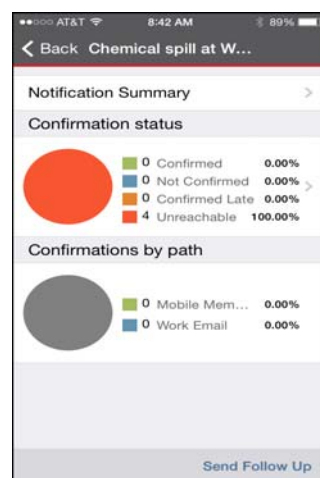 AT&T 8:42 AM 89%
Back Chemical spill at W...
Notification Summary
Confirmation status
0 Confirmed 0.00%
0 Not Confirmed 0.00%
0 Confirmed Late 0.00%
4 Unreachable 100.00%
Confirmations by path
0 Mobile Mem... 0.00%
0 Work Email 0.00%
Send Follow Up